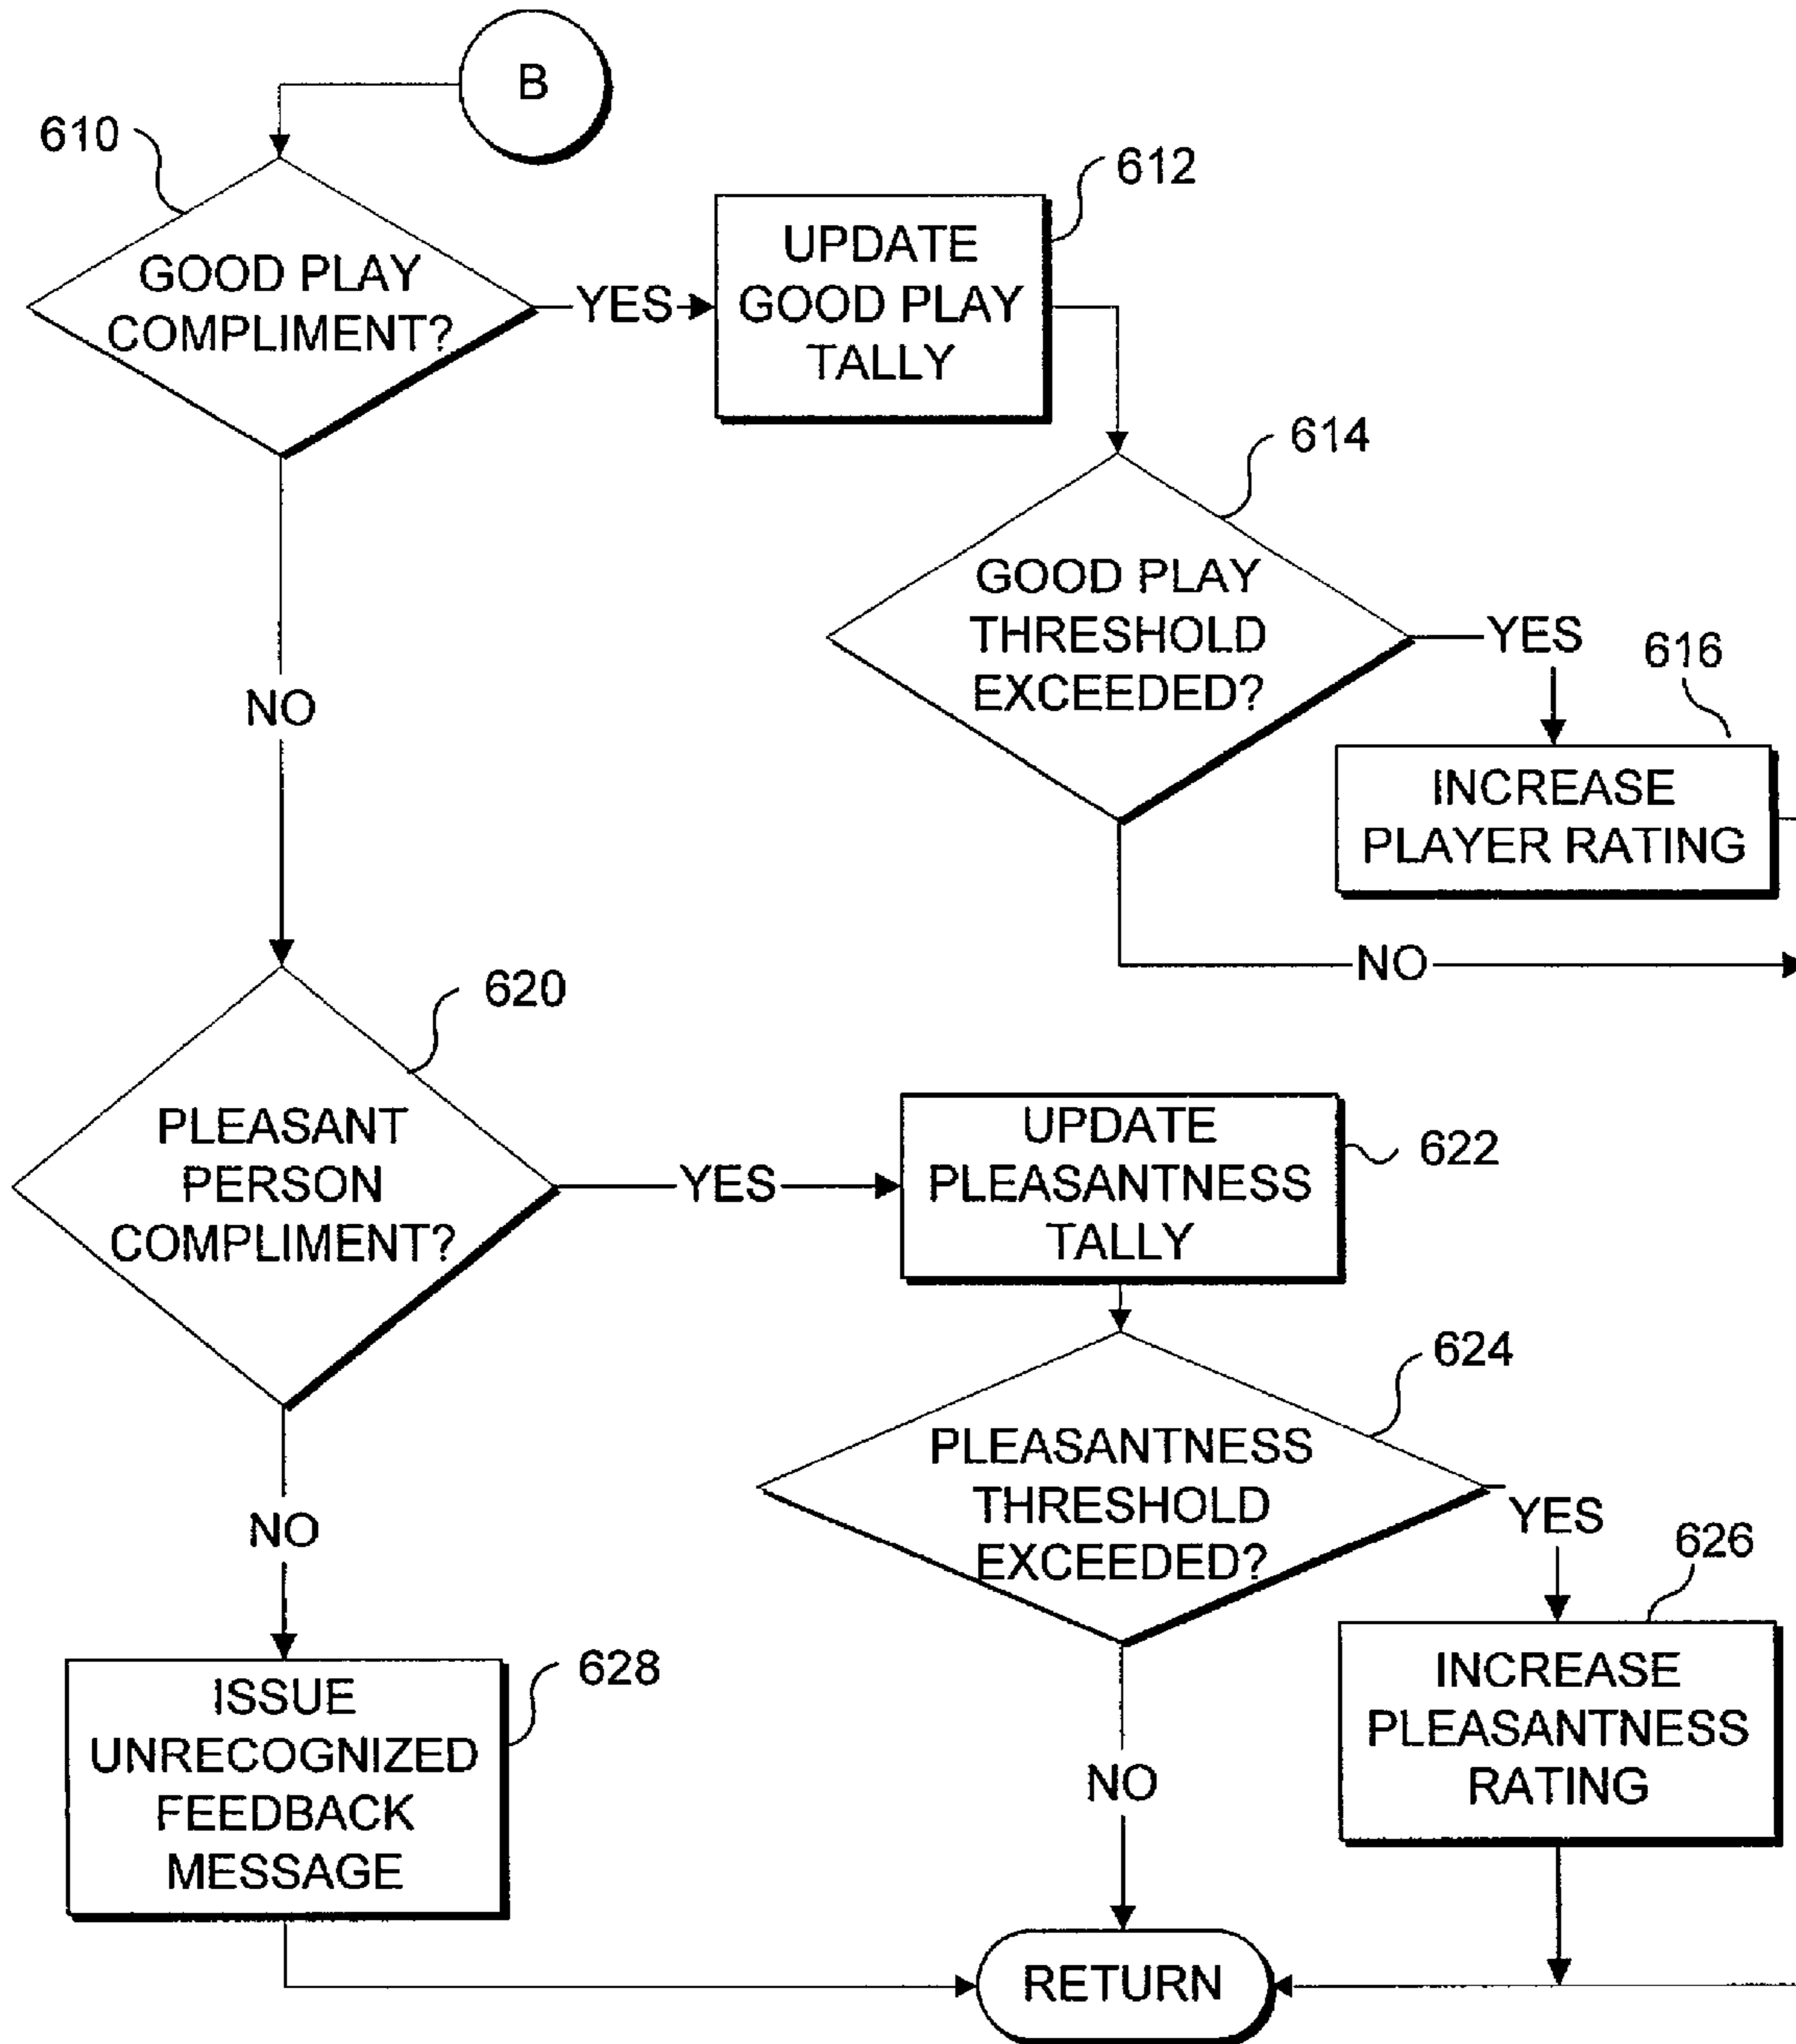 B
610
GOOD PLAY
COMPLIMENT?
YES
612
UPDATE
GOOD PLAY
TALLY
614
GOOD PLAY
THRESHOLD
EXCEEDED?
YES
616
INCREASE
PLAYER RATING
NO
NO
620
PLEASANT
PERSON
COMPLIMENT?
YES
622
UPDATE
PLEASANTNESS
TALLY
624
PLEASANTNESS
THRESHOLD
EXCEEDED?
YES
626
INCREASE
PLEASANTNESS
RATING
NO
NO
628
ISSUE
UNRECOGNIZED
FEEDBACK
MESSAGE
RETURN